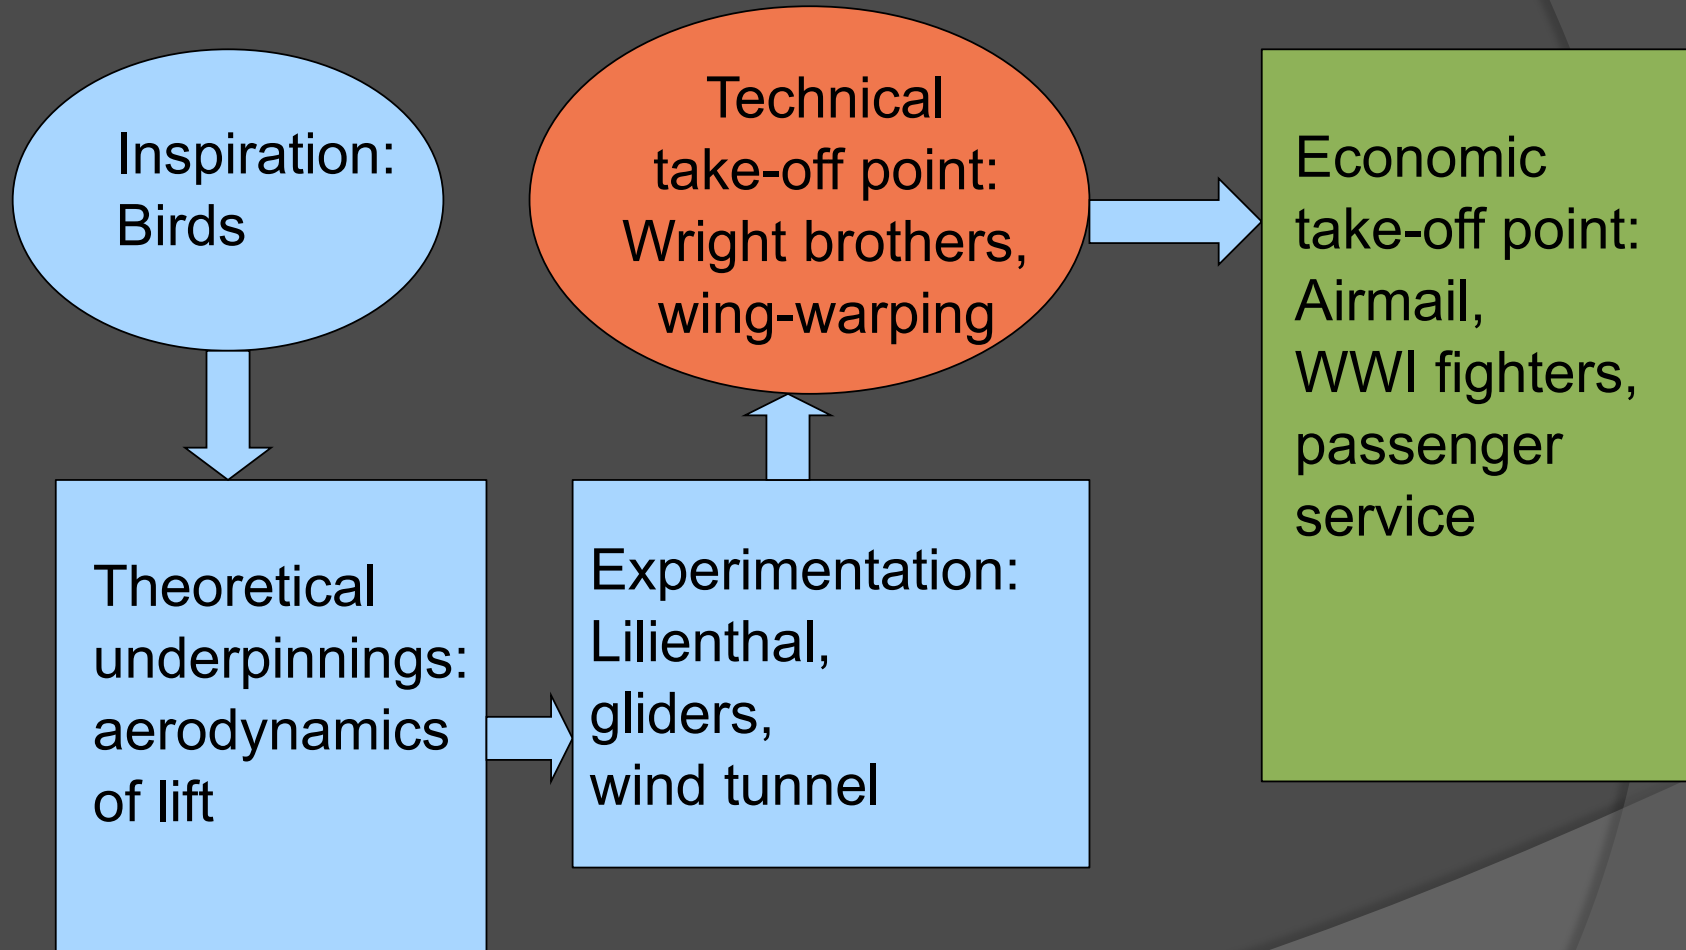 Inspiration:
Birds
Theoretical
underpinnings:
aerodynamics
of lift
Experimentation:
Lilienthal,
gliders,
wind tunnel
Technical
take-off point:
Wright brothers,
wing-warping
Economic
take-off point:
Airmail,
WWI fighters,
passenger
service